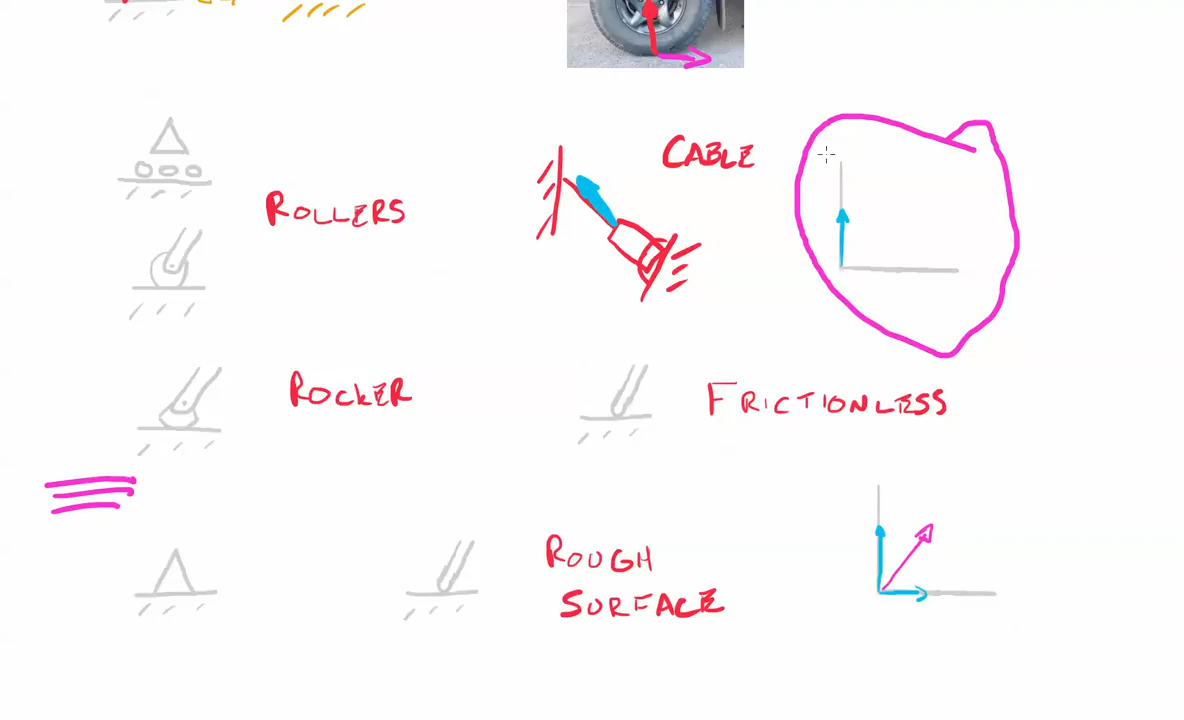 CABLE
ROLLERS
ROCKER
FRICTIONLESS
ROUGH
SURFACE